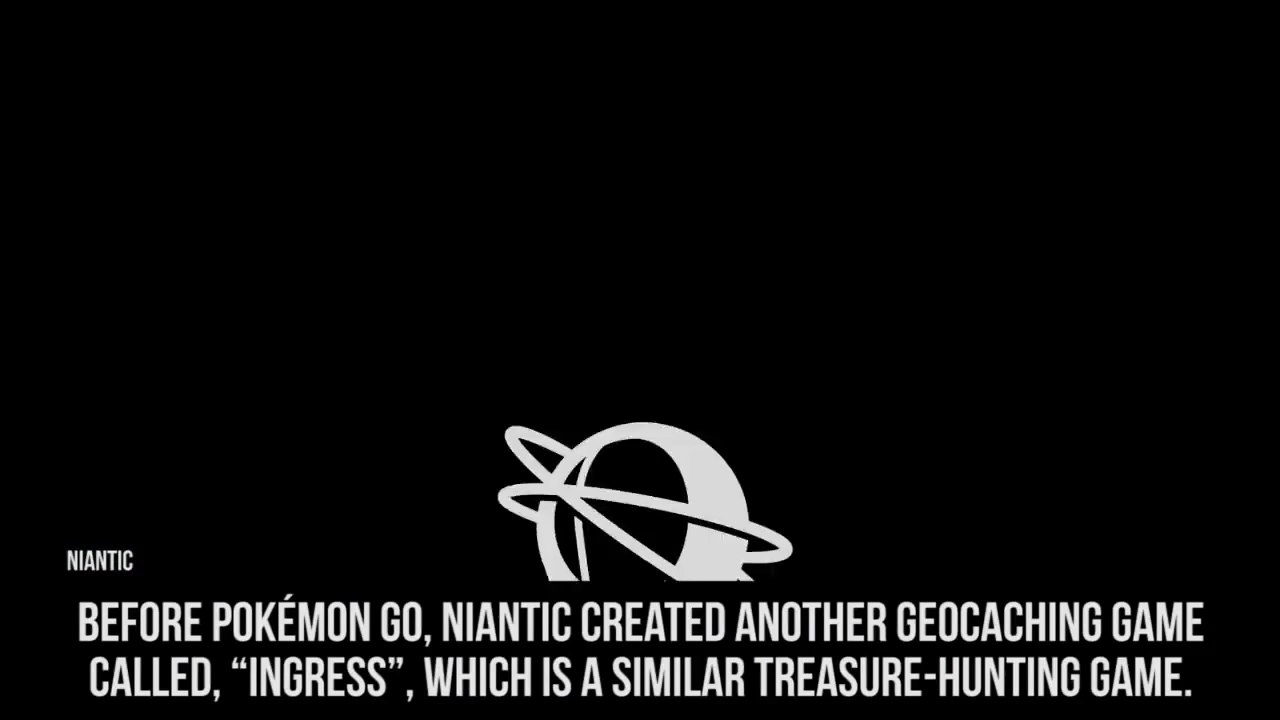 NIANTIC
BEFORE POKÉMON GO, NIANTIC CREATED ANOTHER GEOCACHING GAME
CALLED, “INGRESS”, WHICH IS A SIMILAR TREASURE-HUNTING GAME.